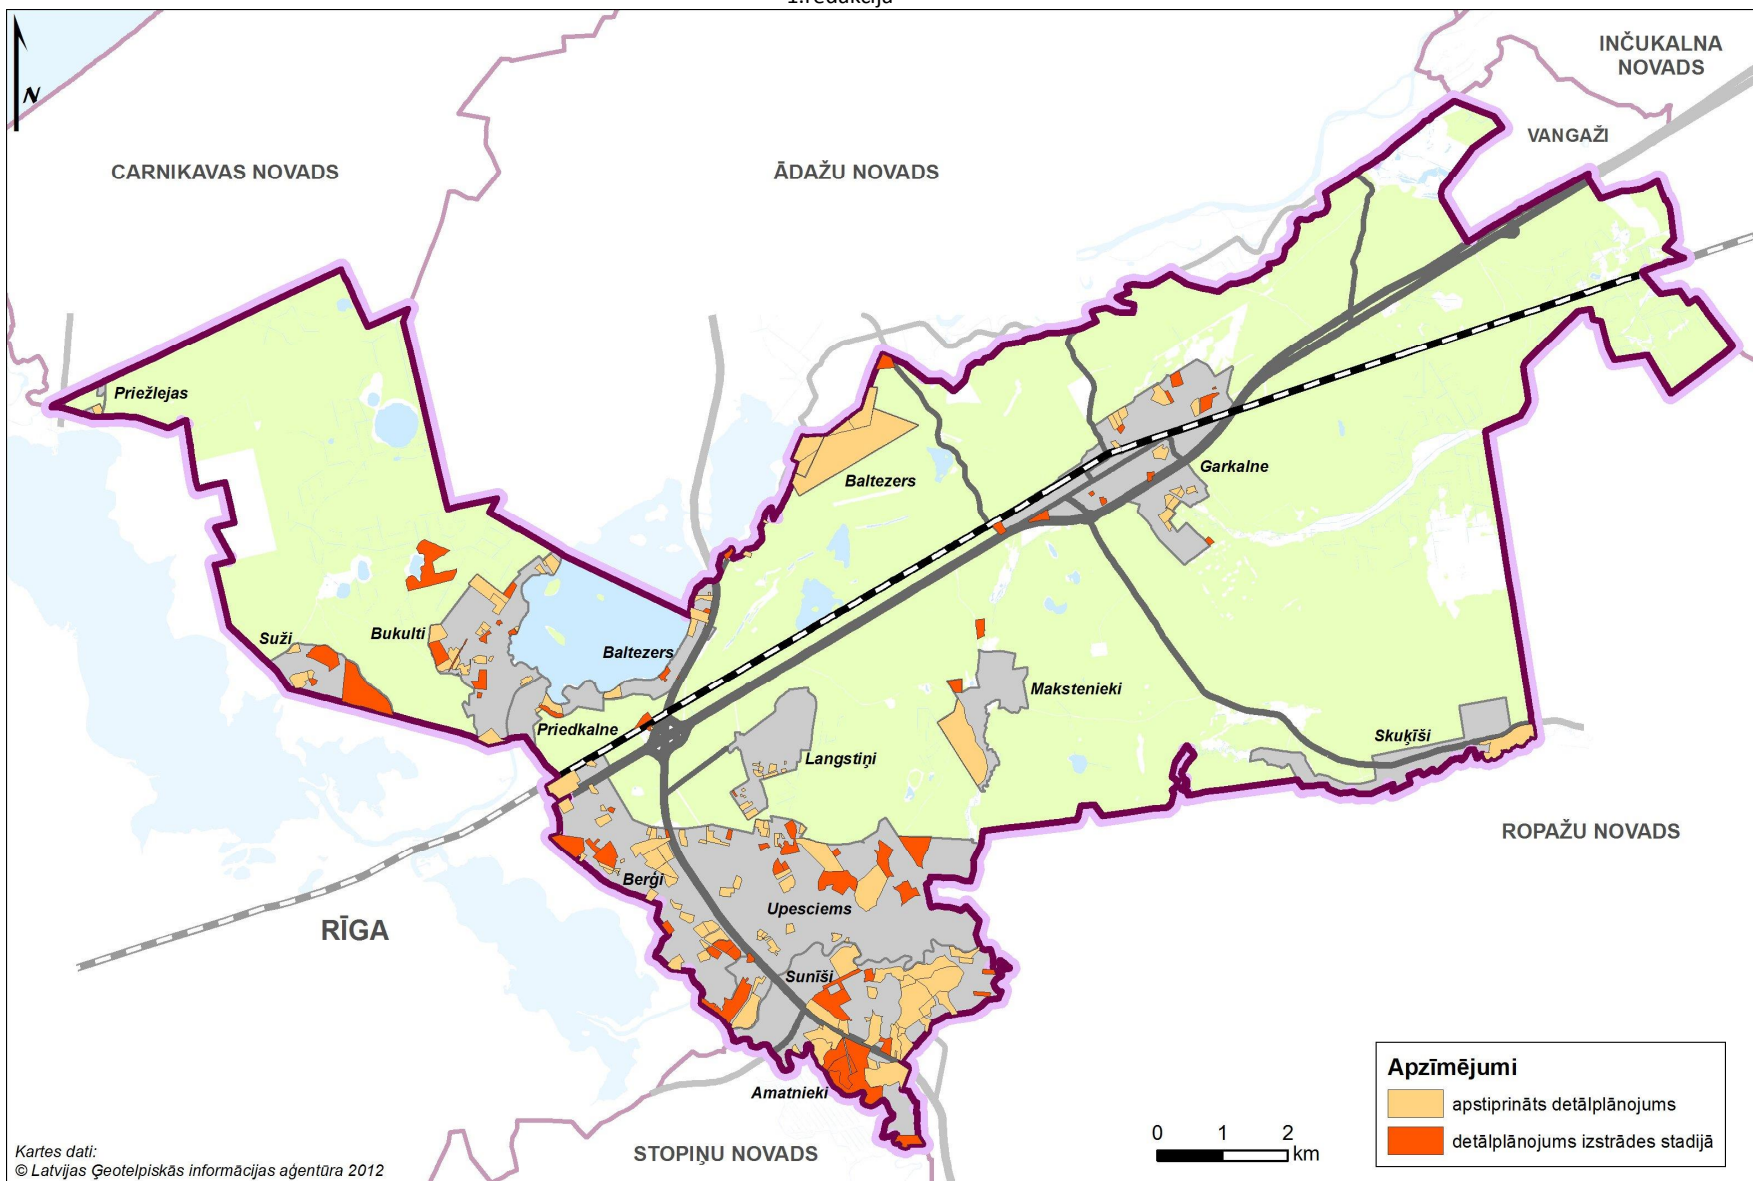 1.redakcija
N
INČUKALNA
NOVADS
VANGAŽI
CARNIKAVAS NOVADS
ĀDAŽU NOVADS
Priežlejas
Baltezers
Garkalne
Suži
Bukulti
Baltezers
Makstenieki
Priedkalne
Langstiņi
Skuķīši
ROPAŽU NOVADS
Berģi
Upesciems
RĪGA
Sunīši
Amatnieki
STOPIŅU NOVADS
Apzīmējumi
apstiprināts detālplānojums
detālplānojums izstrādes stadijā
0 1 2
km
Kartes dati:
© Latvijas Ģeotelpiskās informācijas aģentūra 2012